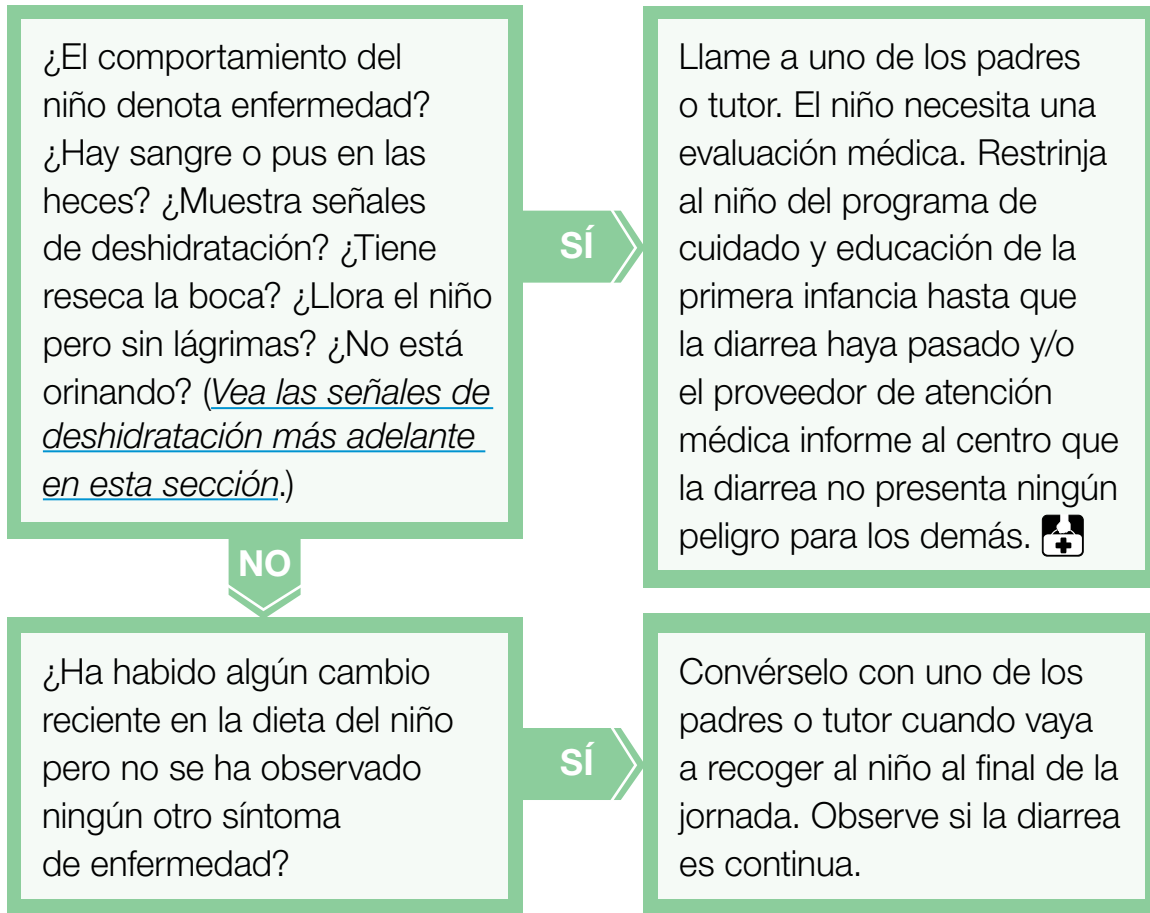 ¿El comportamiento del
niño denota enfermedad?
¿Hay sangre o pus en las
heces? ¿Muestra señales
de deshidratación? ¿Tiene
reseca la boca? ¿Llora el niño
pero sin lágrimas? ¿No está
orinando? (Vea las señales de
deshidratación más adelante
en esta sección.)
SÍ
Llame a uno de los padres
o tutor. El niño necesita una
evaluación médica. Restrinja
al niño del programa de
cuidado y educación de la
primera infancia hasta que
la diarrea haya pasado y/o
el proveedor de atención
médica informe al centro que
la diarrea no presenta ningún
peligro para los demás.
NO
¿Ha habido algún cambio
reciente en la dieta del niño
pero no se ha observado
ningún otro síntoma
de enfermedad?
SÍ
Convérselo con uno de los
padres o tutor cuando vaya
a recoger al niño al final de la
jornada. Observe si la diarrea
es continua.